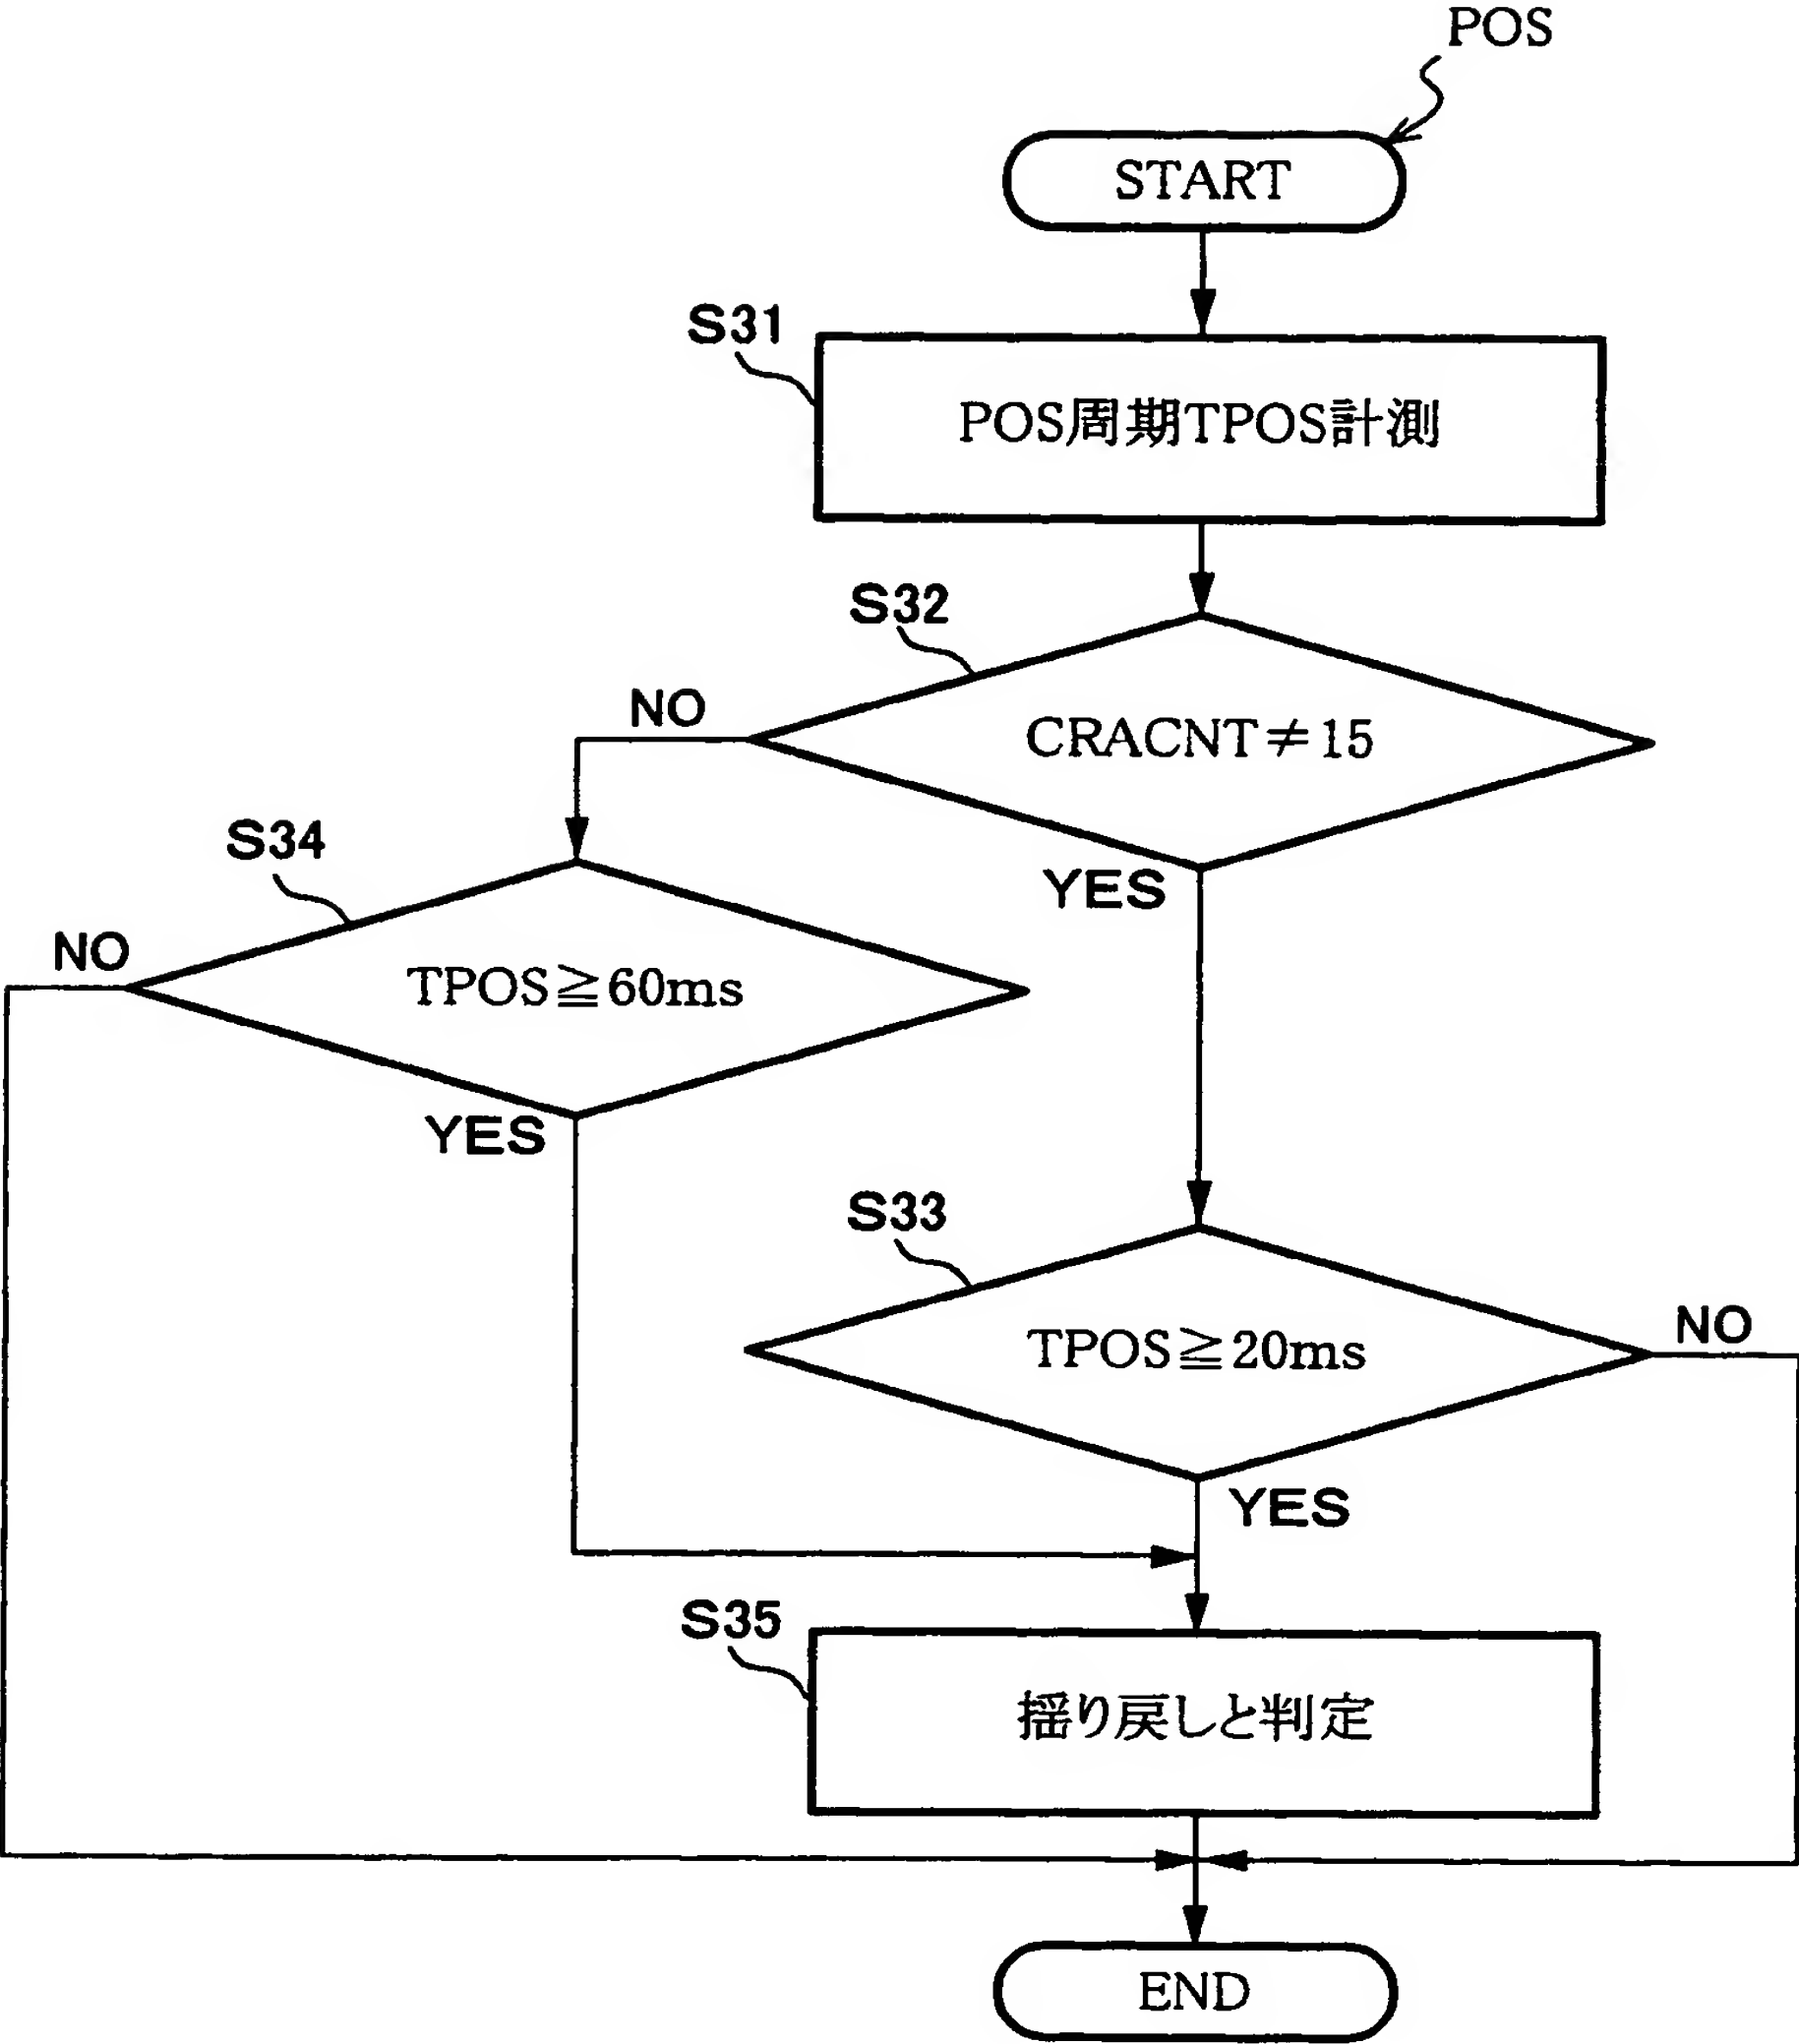 POS
START
S31
POS周期TPOS計測
S32
NO
CRACNT≠15
YES
S34
NO
TPOS≧60ms
YES
S33
NO
TPOS≧20ms
YES
S35
揺り戻しと判定
END